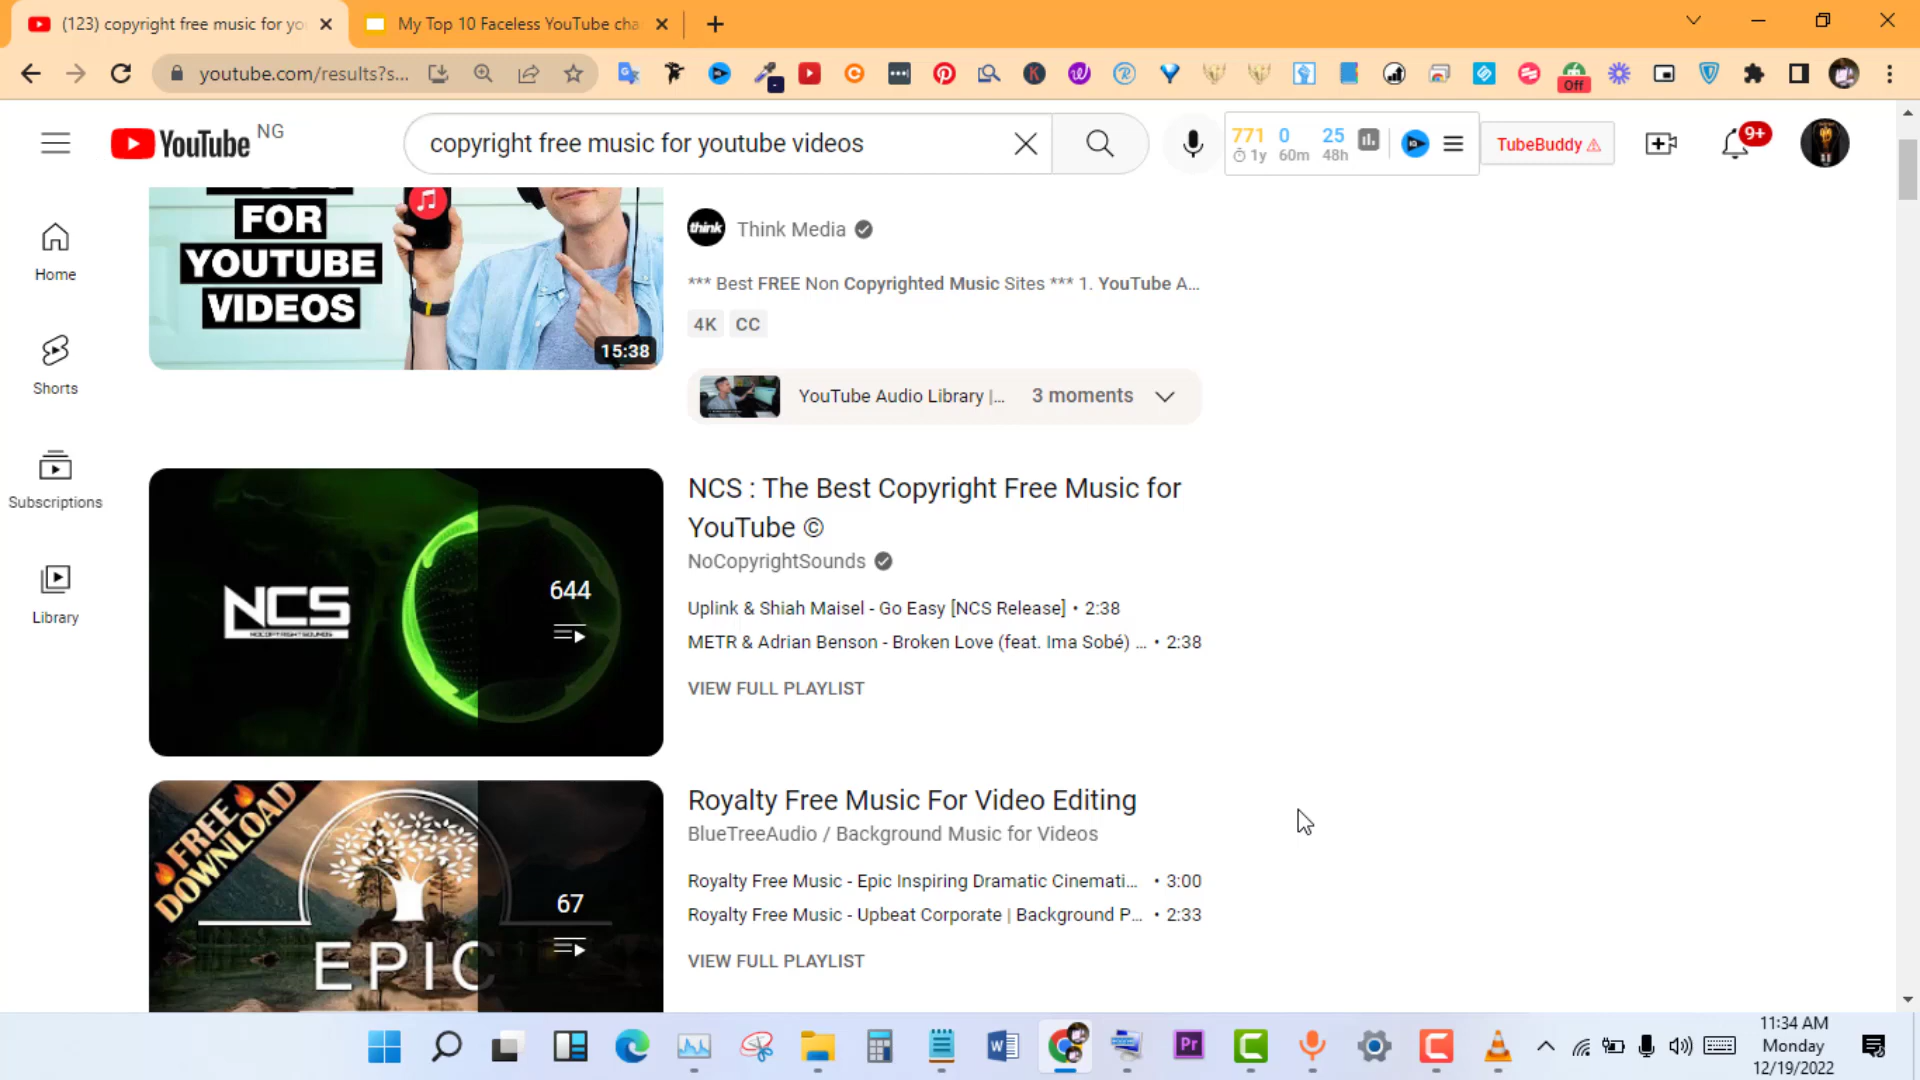 (123) copyright free music for yo
My Top 10 Faceless YouTube cha
youtube.com/results?s...
Off
YouTube NG
copyright free music for youtube videos
771 0 25
1y 60m 48h
TubeBuddy
9+
Home
Shorts
Subscriptions
Library
FOR
YOUTUBE
VIDEOS
15:38
think
Think Media
*** Best FREE Non Copyrighted Music Sites *** 1. YouTube A...
4K CC
YouTube Audio Library |... 3 moments
NCS
NOCOPYRIGHTSOUNDS
644
NCS : The Best Copyright Free Music for
YouTube ©
NoCopyrightSounds
Uplink & Shiah Maisel - Go Easy [NCS Release] • 2:38
METR & Adrian Benson - Broken Love (feat. Ima Sobé) ... • 2:38
VIEW FULL PLAYLIST
FREE
DOWNLOAD
EPIC
67
Royalty Free Music For Video Editing
BlueTreeAudio / Background Music for Videos
Royalty Free Music - Epic Inspiring Dramatic Cinemati... • 3:00
Royalty Free Music - Upbeat Corporate | Background P... • 2:33
VIEW FULL PLAYLIST
11:34 AM
Monday
12/19/2022